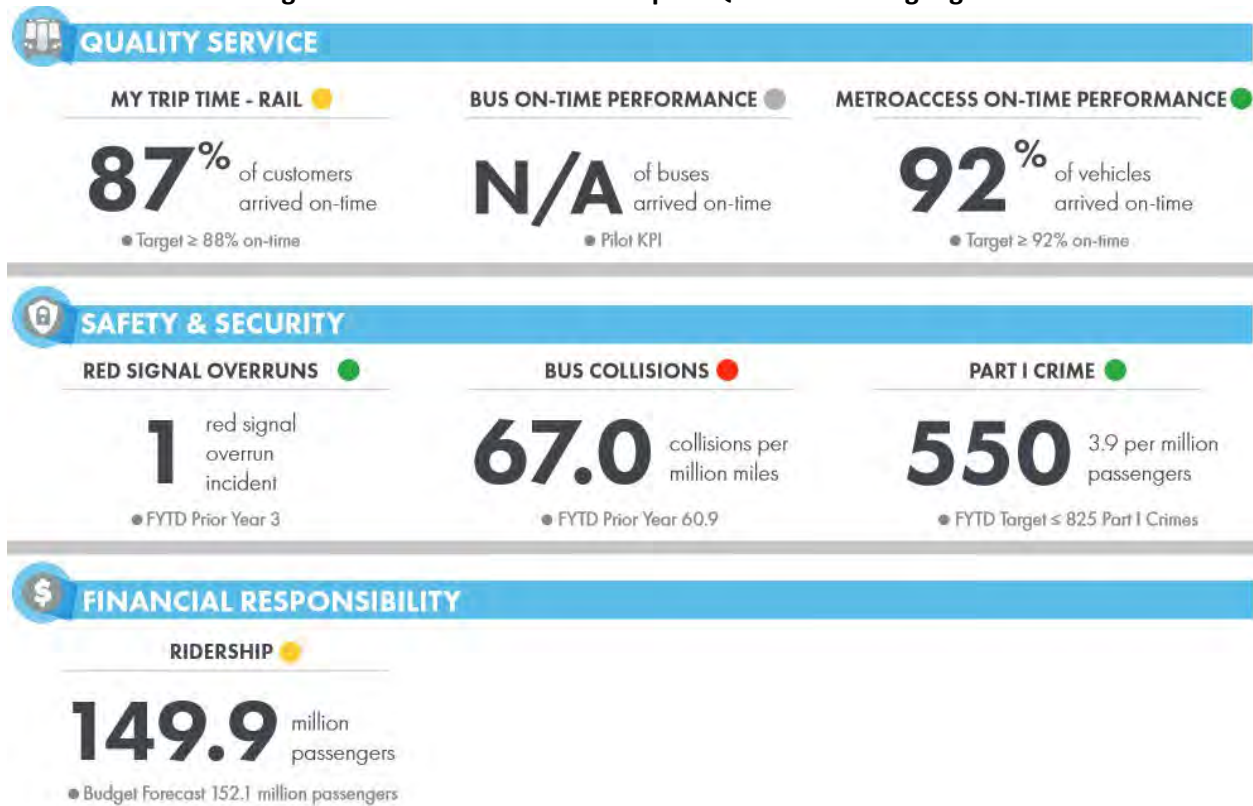 QUALITY SERVICE
MY TRIP TIME - RAIL
87% of customers
arrived on-time
Target ≥ 88% on-time
BUS ON-TIME PERFORMANCE
N/A of buses
arrived on-time
Pilot KPI
METROACCESS ON-TIME PERFORMANCE
92% of vehicles
arrived on-time
Target ≥ 92% on-time
SAFETY & SECURITY
RED SIGNAL OVERRUNS
1 red signal
overrun
incident
FYTD Prior Year 3
BUS COLLISIONS
67.0 collisions per
million miles
FYTD Prior Year 60.9
PART I CRIME
550 3.9 per million
passengers
FYTD Target ≤ 825 Part I Crimes
$
FINANCIAL RESPONSIBILITY
RIDERSHIP
149.9 million
passengers
Budget Forecast 152.1 million passengers